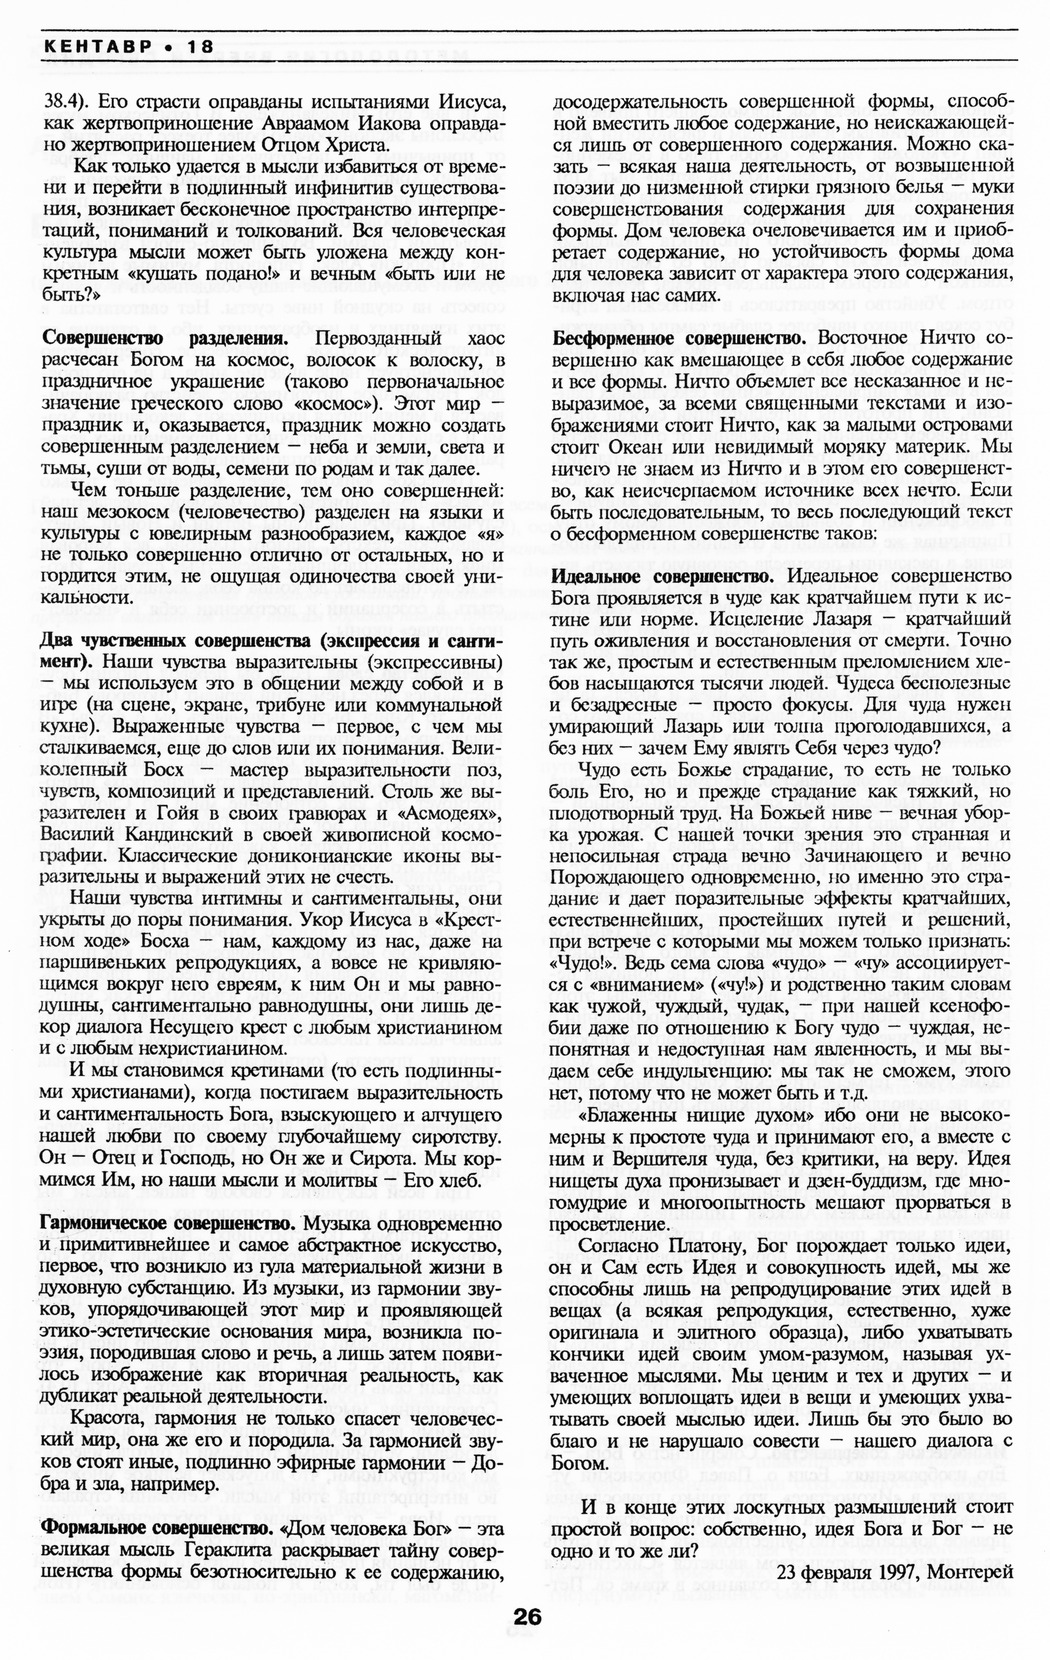 КЕНТАВР • 18
38.4). Его страсти оправданы испытаниями Иисуса,
как жертвоприношение Авраамом Иакова оправда-
но жертвоприношением Отцом Христа.
Как только удается в мысли избавиться от време-
ни и перейти в подлинный инфинитив существова-
ния, возникает бесконечное пространство интерпре-
таций, пониманий и толкований. Вся человеческая
культура мысли может быть уложена между кон-
кретным «кушать подано!» и вечным «быть или не
быть?»
Совершенство разделения. Первозданный хаос
расчесан Богом на космос, волосок к волоску, в
праздничное украшение (таково первоначальное
значение греческого слово «космос»). Этот мир —
праздник и, оказывается, праздник можно создать
совершенным разделением — неба и земли, света и
тьмы, суши от воды, семени по родам и так далее.
Чем тоньше разделение, тем оно совершенней:
наш мезокосм (человечество) разделен на языки и
культуры с ювелирным разнообразием, каждое «я»
не только совершенно отлично от остальных, но и
гордится этим, не ощущая одиночества своей уни-
кальности.
Два чувственных совершенства (экспрессия и санти-
мент). Наши чувства выразительны (экспрессивны)
— мы используем это в общении между собой и в
игре (на сцене, экране, трибуне или коммунальной
кухне). Выраженные чувства — первое, с чем мы
сталкиваемся, еще до слов или их понимания. Вели-
колепный Босх — мастер выразительности поз,
чувств, композиций и представлений. Столь же вы-
разителен и Гойя в своих гравюрах и «Асмодеях»,
Василий Кандинский в своей живописной космо-
графии. Классические дониконианские иконы вы-
разительны и выражений этих не счесть.
Наши чувства интимны и сантиментальны, они
укрыты до поры понимания. Укор Иисуса в «Крест-
ном ходе» Босха — нам, каждому из нас, даже на
паршивеньких репродукциях, а вовсе не кривляю-
щимся вокруг него евреям, к ним Он и мы равно-
душны, сантиментально равнодушны, они лишь де-
кор диалога Несущего крест с любым христианином
и с любым нехристианином.
И мы становимся кретинами (то есть подлинны-
ми христианами), когда постигаем выразительность
и сантиментальность Бога, взыскующего и алчущего
нашей любви по своему глубочайшему сиротству.
Он — Отец и Господь, но Он же и Сирота. Мы кор-
мимся Им, но наши мысли и молитвы — Его хлеб.
Гармоническое совершенство. Музыка одновременно
и примитивнейшее и самое абстрактное искусство,
первое, что возникло из гула материальной жизни в
духовную субстанцию. Из музыки, из гармонии зву-
ков, упорядочивающей этот мир и проявляющей
этико-эстетические основания мира, возникла по-
эзия, породившая слово и речь, а лишь затем появи-
лось изображение как вторичная реальность, как
дубликат реальной деятельности.
Красота, гармония не только спасет человечес-
кий мир, она же его и породила. За гармонией зву-
ков стоят иные, подлинно эфирные гармонии — До-
бра и зла, например.
Формальное совершенство. «Дом человека Бог» — эта
великая мысль Гераклита раскрывает тайну совер-
шенства формы безотносительно к ее содержанию,
досодержательность совершенной формы, способ-
ной вместить любое содержание, но неискажающей-
ся лишь от совершенного содержания. Можно ска-
зать — всякая наша деятельность, от возвышенной
поэзии до низменной стирки грязного белья — муки
совершенствования содержания для сохранения
формы. Дом человека очеловечивается им и приоб-
ретает содержание, но устойчивость формы дома
для человека зависит от характера этого содержания,
включая нас самих.
Бесформенное совершенство. Восточное Ничто со-
вершенно как вмещающее в себя любое содержание
и все формы. Ничто объемлет все несказанное и не-
выразимое, за всеми священными текстами и изо-
бражениями стоит Ничто, как за малыми островами
стоит Океан или невидимый моряку материк. Мы
ничего не знаем из Ничто и в этом его совершенст-
во, как неисчерпаемом источнике всех нечто. Если
быть последовательным, то весь последующий текст
о бесформенном совершенстве таков:
Идеальное совершенство. Идеальное совершенство
Бога проявляется в чуде как кратчайшем пути к ис-
тине или норме. Исцеление Лазаря — кратчайший
путь оживления и восстановления от смерти. Точно
так же, простым и естественным преломлением хле-
бов насыщаются тысячи людей. Чудеса бесполезные
и безадресные — просто фокусы. Для чуда нужен
умирающий Лазарь или толпа проголодавшихся, а
без них — зачем Ему являть Себя через чудо?
Чудо есть Божье страдание, то есть не только
боль Его, но и прежде страдание как тяжкий, но
плодотворный труд. На Божьей ниве — вечная убор-
ка урожая. С нашей точки зрения это странная и
непосильная страда вечно Зачинающего и вечно
Порождающего одновременно, но именно это стра-
дание и дает поразительные эффекты кратчайших,
естественнейших, простейших путей и решений,
при встрече с которыми мы можем только признать:
«Чудо!». Ведь сема слова «чудо» — «чу» ассоциирует-
ся с «вниманием» («чу!») и родственно таким словам
как чужой, чуждый, чудак, — при нашей ксенофо-
бии даже по отношению к Богу чудо — чуждая, не-
понятная и недоступная нам явленность, и мы вы-
даем себе индульгенцию: мы так не сможем, этого
нет, потому что не может быть и т.д.
«Блаженны нищие духом» ибо они не высоко-
мерны к простоте чуда и принимают его, а вместе с
ним и Вершителя чуда, без критики, на веру. Идея
нищеты духа пронизывает и дзен-буддизм, где мно-
гомудрие и многоопытность мешают прорваться в
просветление.
Согласно Платону, Бог порождает только идеи,
он и Сам есть Идея и совокупность идей, мы же
способны лишь на репродуцирование этих идей в
вещах (а всякая репродукция, естественно, хуже
оригинала и элитного образца), либо ухватывать
кончики идей своим умом-разумом, называя ух-
ваченное мыслями. Мы ценим и тех и других — и
умеющих воплощать идеи в вещи и умеющих ухва-
тывать своей мыслью идеи. Лишь бы это было во
благо и не нарушало совести — нашего диалога с
Богом.
И в конце этих лоскутных размышлений стоит
простой вопрос: собственно, идея Бога и Бог — не
одно и то же ли?
23 февраля 1997, Монтерей
26